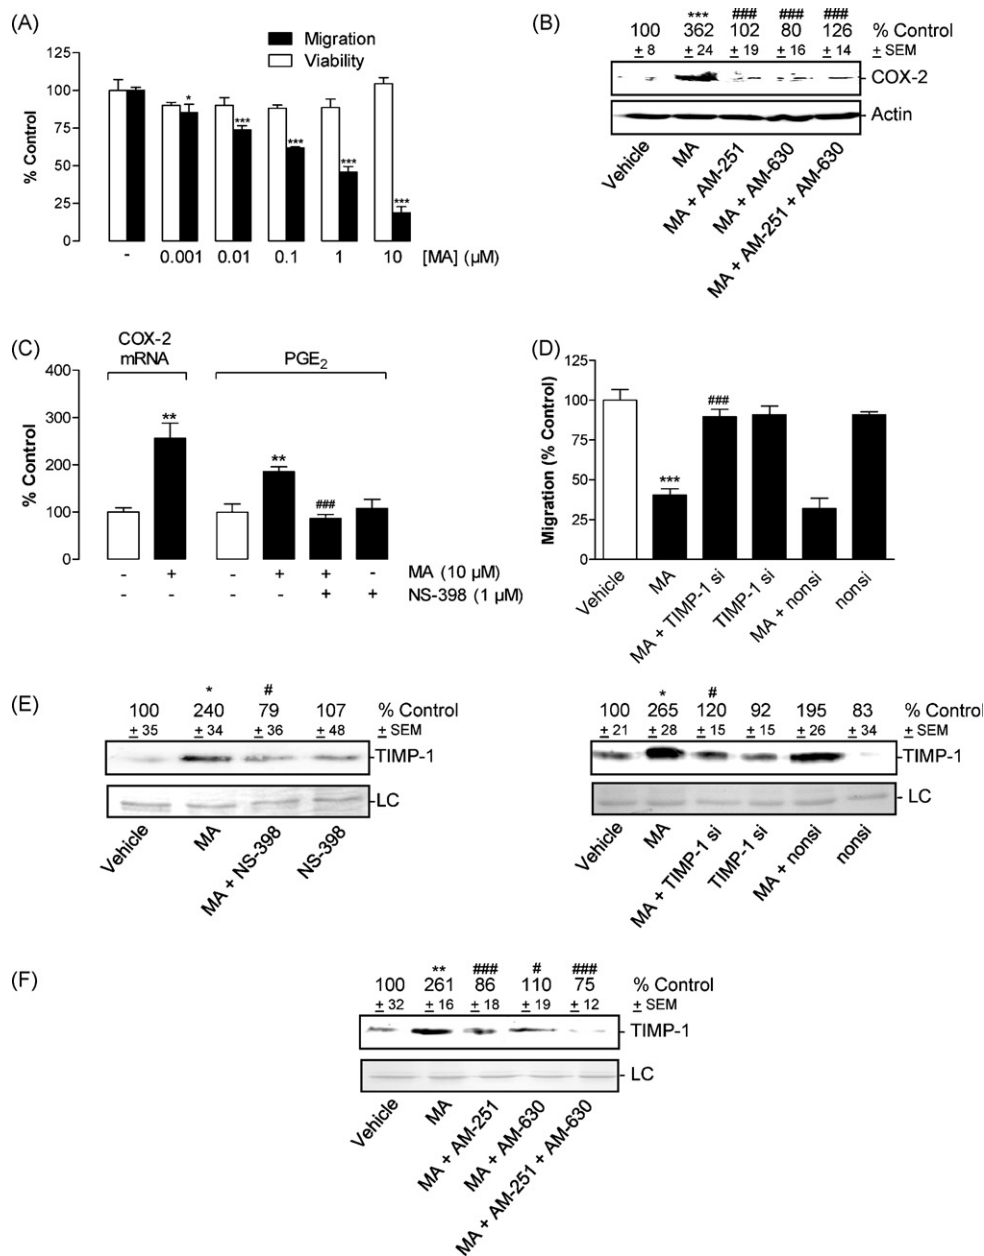 (A)
Migration
Viability
% Control
125
100
75
50
25
0
*
***
***
***
***
- 0.001 0.01 0.1 1 10 [MA] (µM)
(B)
*** ### ### ###
100 362 102 80 126 % Control
± 8 ± 24 ± 19 ± 16 ± 14 ± SEM
COX-2
Actin
Vehicle
MA
MA + AM-251
MA + AM-630
MA + AM-251 + AM-630
(C)
COX-2
mRNA
PGE2
% Control
400
300
200
100
0
**
**
###
- + - + + - MA (10 µM)
- - - - + + NS-398 (1 µM)
(D)
Migration (% Control)
125
100
75
50
25
0
***
###
Vehicle
MA
MA + TIMP-1 si
TIMP-1 si
MA + nonsi
nonsi
(E)
* #
100 240 79 107 % Control
± 35 ± 34 ± 36 ± 48 ± SEM
TIMP-1
LC
Vehicle
MA
MA + NS-398
NS-398
* #
100 265 120 92 195 83 % Control
± 21 ± 28 ± 15 ± 15 ± 26 ± 34 ± SEM
TIMP-1
LC
Vehicle
MA
MA + TIMP-1 si
TIMP-1 si
MA + nonsi
nonsi
(F)
** ### # ###
100 261 86 110 75 % Control
± 32 ± 16 ± 18 ± 19 ± 12 ± SEM
TIMP-1
LC
Vehicle
MA
MA + AM-251
MA + AM-630
MA + AM-251 + AM-630